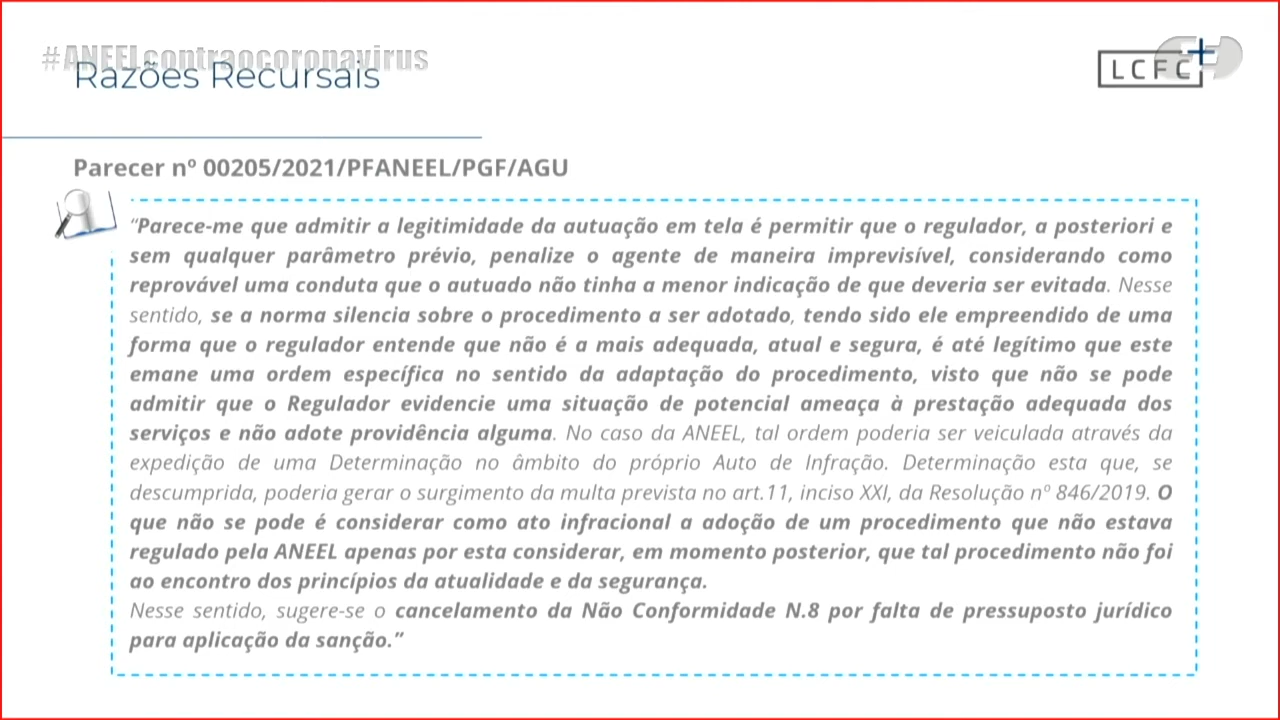 #ANEELcontraocoronavirus
Razões Recursais
LCFC
Parecer nº 00205/2021/PFANEEL/PGF/AGU
“Parece-me que admitir a legitimidade da autuação em tela é permitir que o regulador, a posteriori e
sem qualquer parâmetro prévio, penalize o agente de maneira imprevisível, considerando como
reprovável uma conduta que o autuado não tinha a menor indicação de que deveria ser evitada. Nesse
sentido, se a norma silencia sobre o procedimento a ser adotado, tendo sido ele empreendido de uma
forma que o regulador entende que não é a mais adequada, atual e segura, é até legítimo que este
emane uma ordem específica no sentido da adaptação do procedimento, visto que não se pode
admitir que o Regulador evidencie uma situação de potencial ameaça à prestação adequada dos
serviços e não adote providência alguma. No caso da ANEEL, tal ordem poderia ser veiculada através da
expedição de uma Determinação no âmbito do próprio Auto de Infração. Determinação esta que, se
descumprida, poderia gerar o surgimento da multa prevista no art.11, inciso XXI, da Resolução nº 846/2019. O
que não se pode é considerar como ato infracional a adoção de um procedimento que não estava
regulado pela ANEEL apenas por esta considerar, em momento posterior, que tal procedimento não foi
ao encontro dos princípios da atualidade e da segurança.
Nesse sentido, sugere-se o cancelamento da Não Conformidade N.8 por falta de pressuposto jurídico
para aplicação da sanção.”